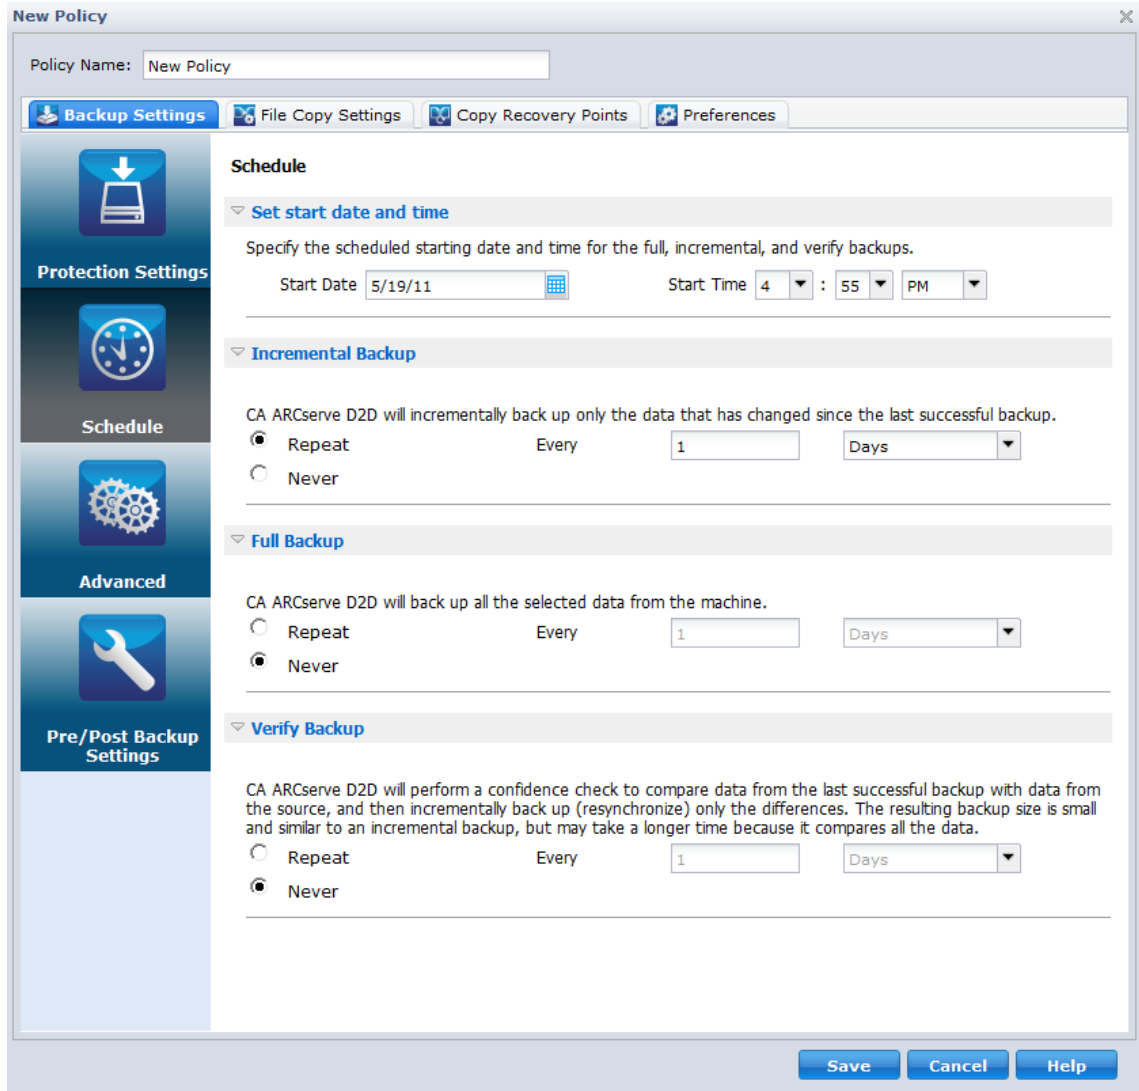 New Policy
Policy Name: New Policy
Backup Settings File Copy Settings Copy Recovery Points Preferences
Protection Settings
Schedule
Advanced
Pre/Post Backup
Settings
Schedule
Set start date and time
Specify the scheduled starting date and time for the full, incremental, and verify backups.
Start Date 5/19/11 Start Time 4 : 55 PM
Incremental Backup
CA ARCserve D2D will incrementally back up only the data that has changed since the last successful backup.
Repeat Every 1 Days
Never
Full Backup
CA ARCserve D2D will back up all the selected data from the machine.
Repeat Every 1 Days
Never
Verify Backup
CA ARCserve D2D will perform a confidence check to compare data from the last successful backup with data from
the source, and then incrementally back up (resynchronize) only the differences. The resulting backup size is small
and similar to an incremental backup, but may take a longer time because it compares all the data.
Repeat Every 1 Days
Never
Save Cancel Help